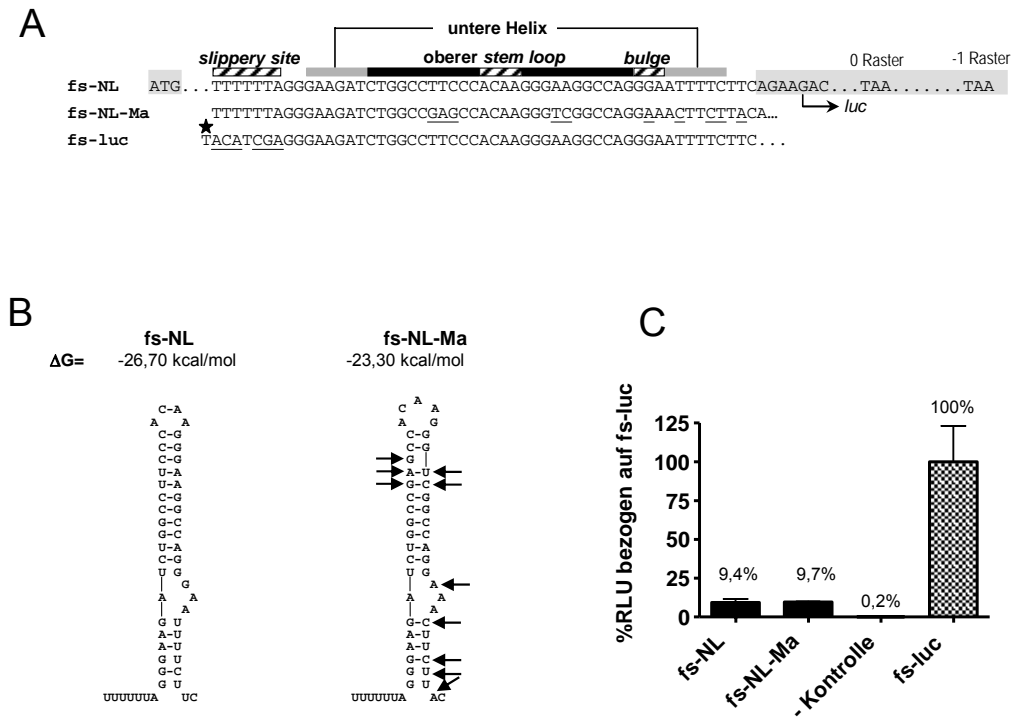 A
untere Helix
slippery site
oberer stem loop
bulge
0 Raster
-1 Raster
fs-NL
ATG...TTTTTTAGGGAAGATCTGGCCTTCCCACAAGGGAAGGCCAGGGAATTTTCTTCAGAAGAC...TAA.......TAA
luc
fs-NL-Ma
TTTTTTAGGGAAGATCTGGCCGAGCCACAAGGGTCGGCCAGGAAACTTCTTACA…
fs-luc
TACATCGAGGGAAGATCTGGCCTTCCCACAAGGGAAGGCCAGGGAATTTTCTTC...
B
fs-NL
fs-NL-Ma
ΔG=
-26,70 kcal/mol
-23,30 kcal/mol
C-A
A A
C-G
C-G
C-G
U-A
U-A
C-G
C-G
G-C
G-C
U-A
C-G
U-G
| G
A A
| A
G-U
A-U
A-U
G-U
G-C
G-U
UUUUUUA UC
A
C A
A G
C G
C-G
G |
A-U
G-C
C-G
C-G
G-C
G-C
U-A
C-G
U G
| A
A A
| A
G-C
A-U
A-U
G-C
G-U
G-U
UUUUUUA AC
C
%RLU bezogen auf fs-luc
125
100
75
50
25
0
9,4%
9,7%
0,2%
100%
fs-NL
fs-NL-Ma
- Kontrolle
fs-luc